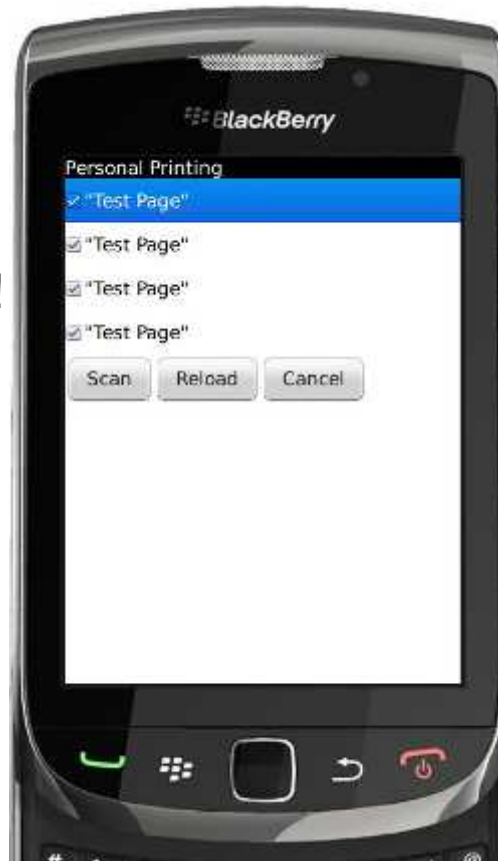 BlackBerry
Personal Printing
"Test Page"
"Test Page"
"Test Page"
"Test Page"
Scan Reload Cancel
# @